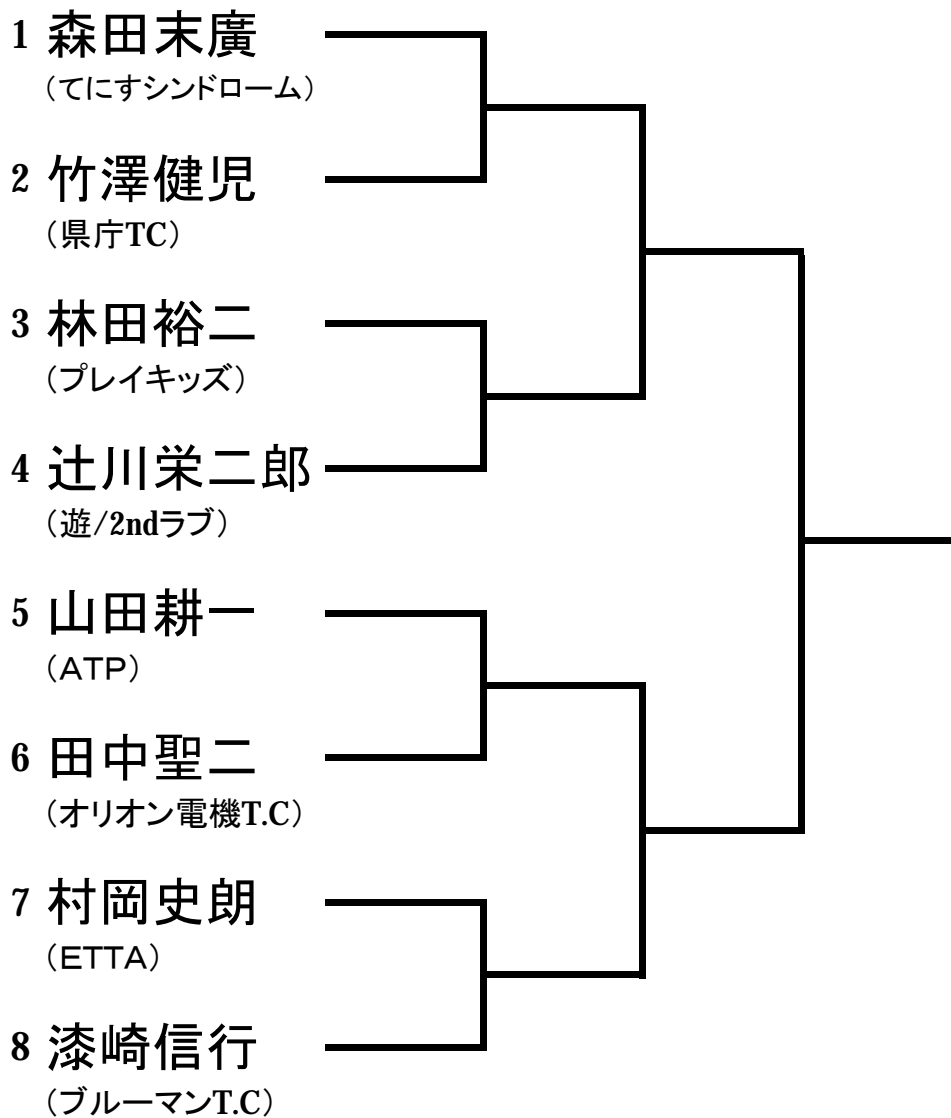 1 森田末廣
（てにすシンドローム）
2 竹澤健児
（県庁TC）
3 林田裕二
（プレイキッズ）
4 辻川栄二郎
（遊/2ndラブ）
5 山田耕一
（ATP）
6 田中聖二
（オリオン電機T.C）
7 村岡史朗
（ETTA）
8 漆崎信行
（ブルーマンT.C）